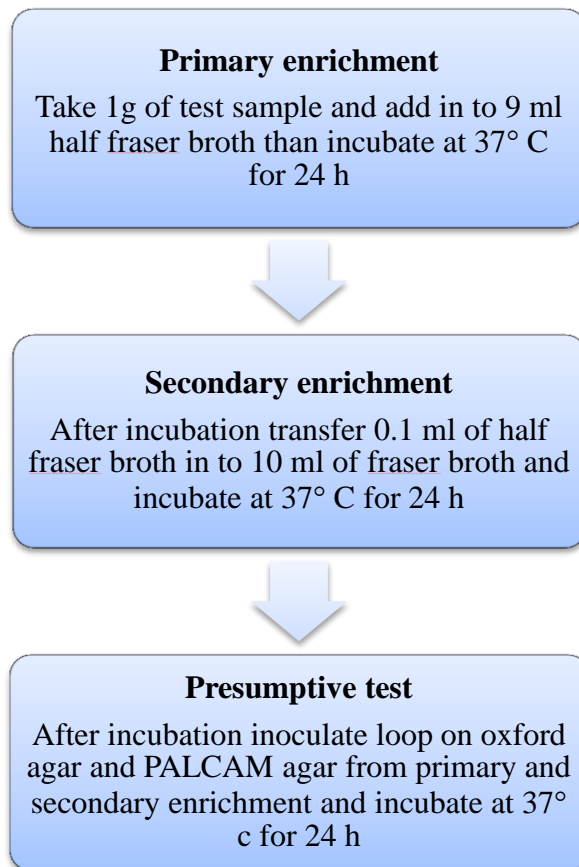 Primary enrichment
Take 1g of test sample and add in to 9 ml
half fraser broth than incubate at 37° C
for 24 h
Secondary enrichment
After incubation transfer 0.1 ml of half
fraser broth in to 10 ml of fraser broth and
incubate at 37° C for 24 h
Presumptive test
After incubation inoculate loop on oxford
agar and PALCAM agar from primary and
secondary enrichment and incubate at 37°
c for 24 h